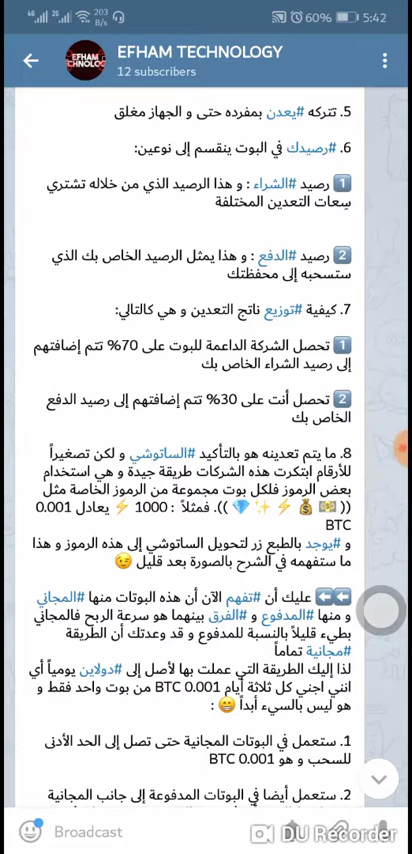 4G 2G 203 B/s 60% 5:42
EFHAM TECHNOLOGY
12 subscribers
5. تتركه #يعدن بمفرده حتى و الجهاز مغلق
6. #رصيدك في البوت ينقسم إلى نوعين:
1️⃣ رصيد #الشراء : و هذا الرصيد الذي من خلاله تشتري
سِعات التعدين المختلفة
2️⃣ رصيد #الدفع : و هذا يمثل الرصيد الخاص بك الذي
ستسحبه إلى محفظتك
7. كيفية #توزيع ناتج التعدين و هي كالتالي:
1️⃣ تحصل الشركة الداعمة للبوت على 70% تتم إضافتهم
إلى رصيد الشراء الخاص بك
2️⃣ تحصل أنت على 30% تتم إضافتهم إلى رصيد الدفع
الخاص بك
8. ما يتم تعدينه هو بالتأكيد #الساتوشي و لكن تصغيراً
للأرقام ابتكرت هذه الشركات طريقة جيدة و هي استخدام
بعض الرموز فلكل بوت مجموعة من الرموز الخاصة مثل
(( 💵 💰 ⚡ ✨ 💎 )). فمثلاً : 1000 ⚡ يعادل 0.001
BTC
و #يوجد بالطبع زر لتحويل الساتوشي إلى هذه الرموز و هذا
ما ستفهمه في الشرح بالصورة بعد قليل 😉
⬅️⬅️ عليك أن #تفهم الآن أن هذه البوتات منها #المجاني
و منها #المدفوع و #الفرق بينهما هو سرعة الربح فالمجاني
بطيء قليلاً بالنسبة للمدفوع و قد وعدتك أن الطريقة
#مجانية تماماً
لذا إليك الطريقة التي عملت بها لأصل إلى #دولاين يومياً أي
انني اجني كل ثلاثة أيام 0.001 BTC من بوت واحد فقط و
هو ليس بالسيء أبداً 😁 :
1. ستعمل في البوتات المجانية حتى تصل إلى الحد الأدنى
للسحب و هو 0.001 BTC
2. ستعمل أيضا في البوتات المدفوعة إلى جانب المجانية
Broadcast
DU Recorder